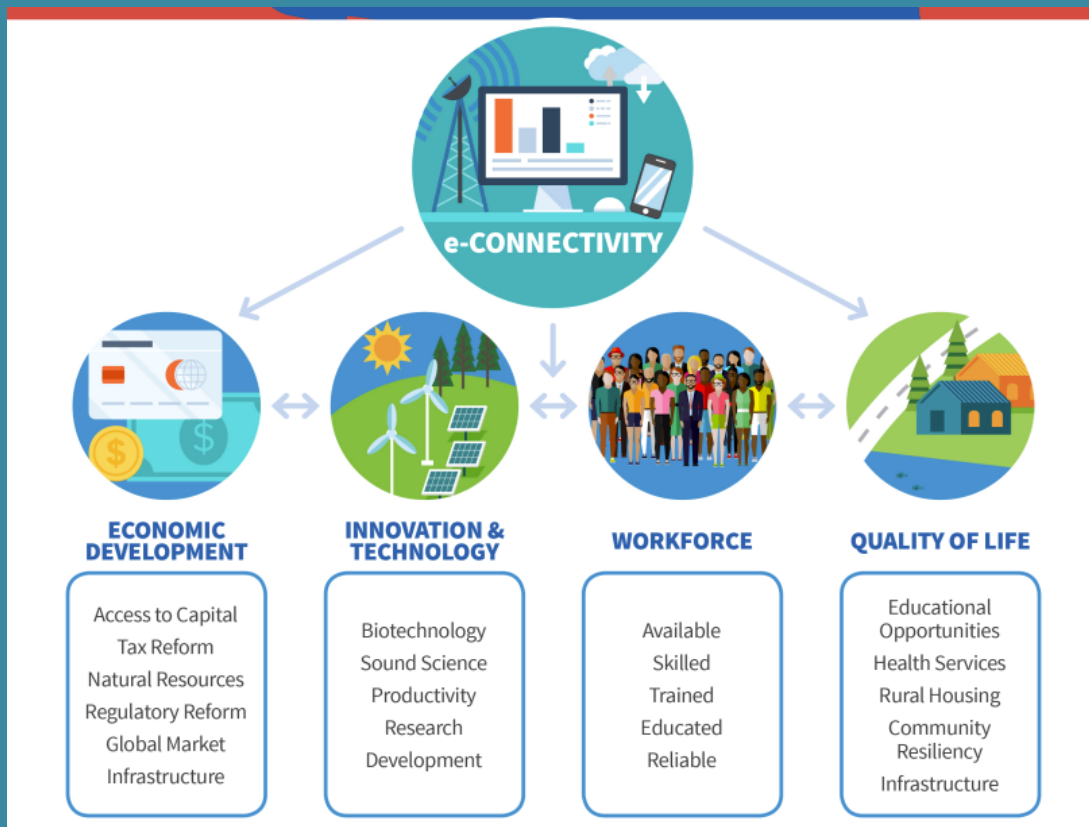 e-CONNECTIVITY
ECONOMIC
DEVELOPMENT
Access to Capital
Tax Reform
Natural Resources
Regulatory Reform
Global Market
Infrastructure
INNOVATION &
TECHNOLOGY
Biotechnology
Sound Science
Productivity
Research
Development
WORKFORCE
Available
Skilled
Trained
Educated
Reliable
QUALITY OF LIFE
Educational
Opportunities
Health Services
Rural Housing
Community
Resiliency
Infrastructure
$
$